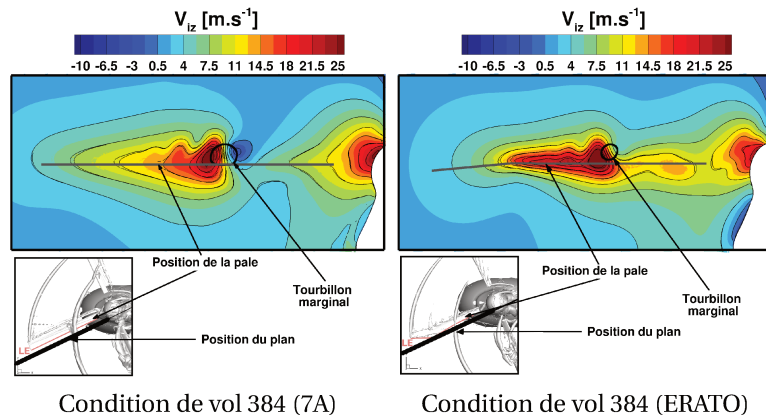 V_iz [m.s^-1]
-10 -6.5 -3 0.5 4 7.5 11 14.5 18 21.5 25
Position de la pale
Tourbillon
marginal
Position du plan
LE
Condition de vol 384 (7A)
V_iz [m.s^-1]
-10 -6.5 -3 0.5 4 7.5 11 14.5 18 21.5 25
Position de la pale
Tourbillon
marginal
Position du plan
LE
Condition de vol 384 (ERATO)